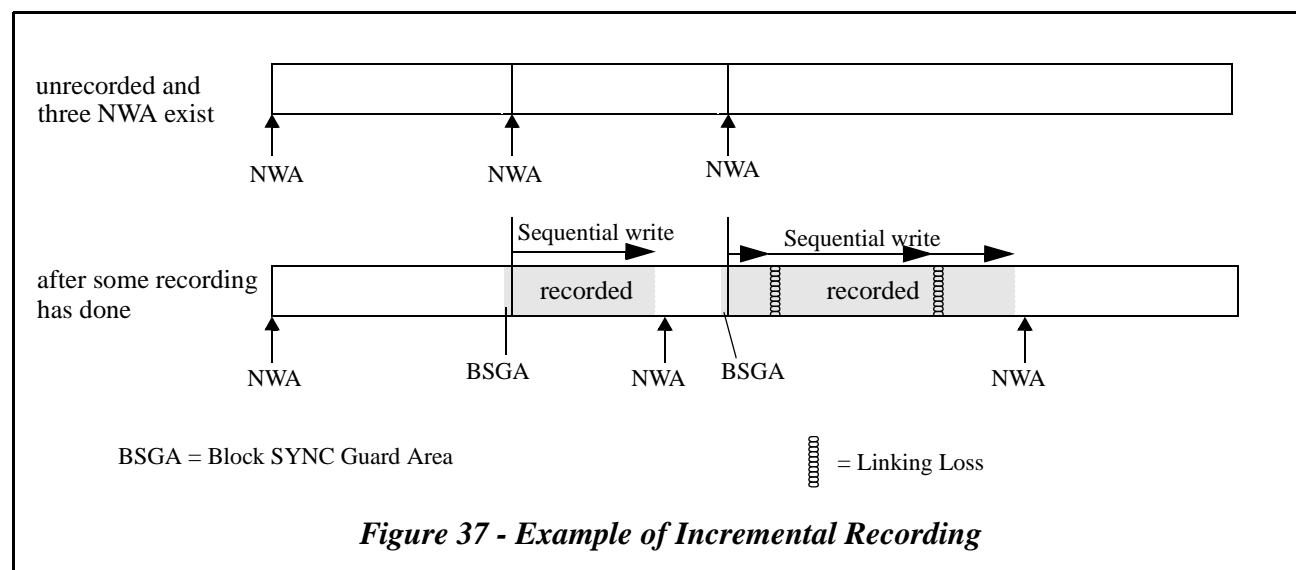 unrecorded and
three NWA exist
NWA
NWA
NWA
Sequential write
Sequential write
after some recording
has done
recorded
recorded
NWA
BSGA
NWA
BSGA
NWA
BSGA = Block SYNC Guard Area
= Linking Loss
Figure 37 - Example of Incremental Recording